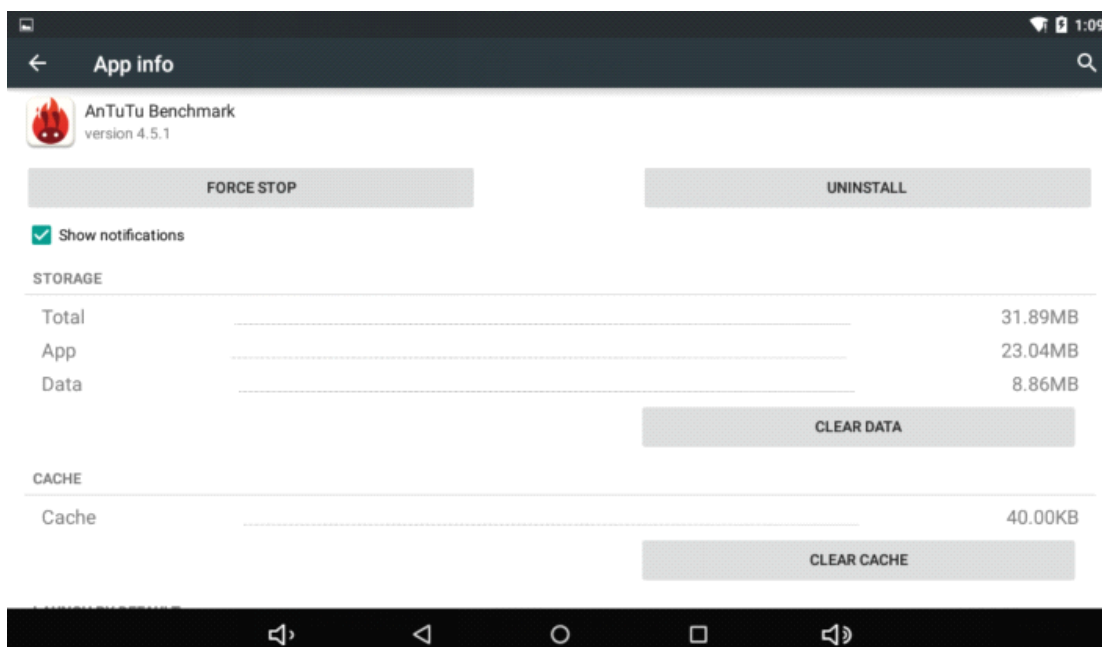 1:09
App info
AnTuTu Benchmark
version 4.5.1
FORCE STOP
UNINSTALL
Show notifications
STORAGE
Total 31.89MB
App 23.04MB
Data 8.86MB
CLEAR DATA
CACHE
Cache 40.00KB
CLEAR CACHE